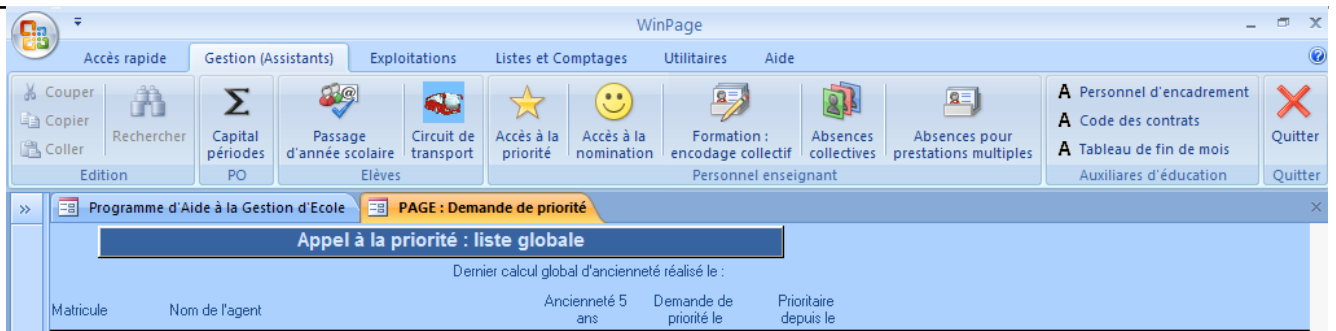 WinPage
Accès rapide Gestion (Assistants) Exploitations Listes et Comptages Utilitaires Aide
Couper
Copier
Coller
Rechercher
Edition
Capital périodes
PO
Passage d'année scolaire
Circuit de transport
Elèves
Accès à la priorité
Accès à la nomination
Formation : encodage collectif
Absences collectives
Absences pour prestations multiples
Personnel enseignant
A Personnel d'encadrement
A Code des contrats
A Tableau de fin de mois
Auxiliares d'éducation
Quitter
Quitter
» Programme d'Aide à la Gestion d'Ecole PAGE : Demande de priorité
Appel à la priorité : liste globale
Dernier calcul global d'ancienneté réalisé le :
Matricule Nom de l'agent Ancienneté 5 ans Demande de priorité le Prioritaire depuis le